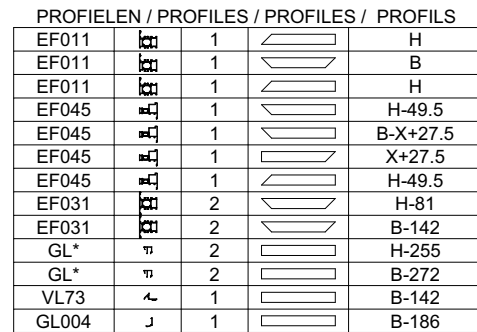 PROFIELEN / PROFILES / PROFILES / PROFILS
EF011 1 H
EF011 1 B
EF011 1 H
EF045 1 H-49.5
EF045 1 B-X+27.5
EF045 1 X+27.5
EF045 1 H-49.5
EF031 2 H-81
EF031 2 B-142
GL* 2 H-255
GL* 2 B-272
VL73 1 B-142
GL004 1 B-186